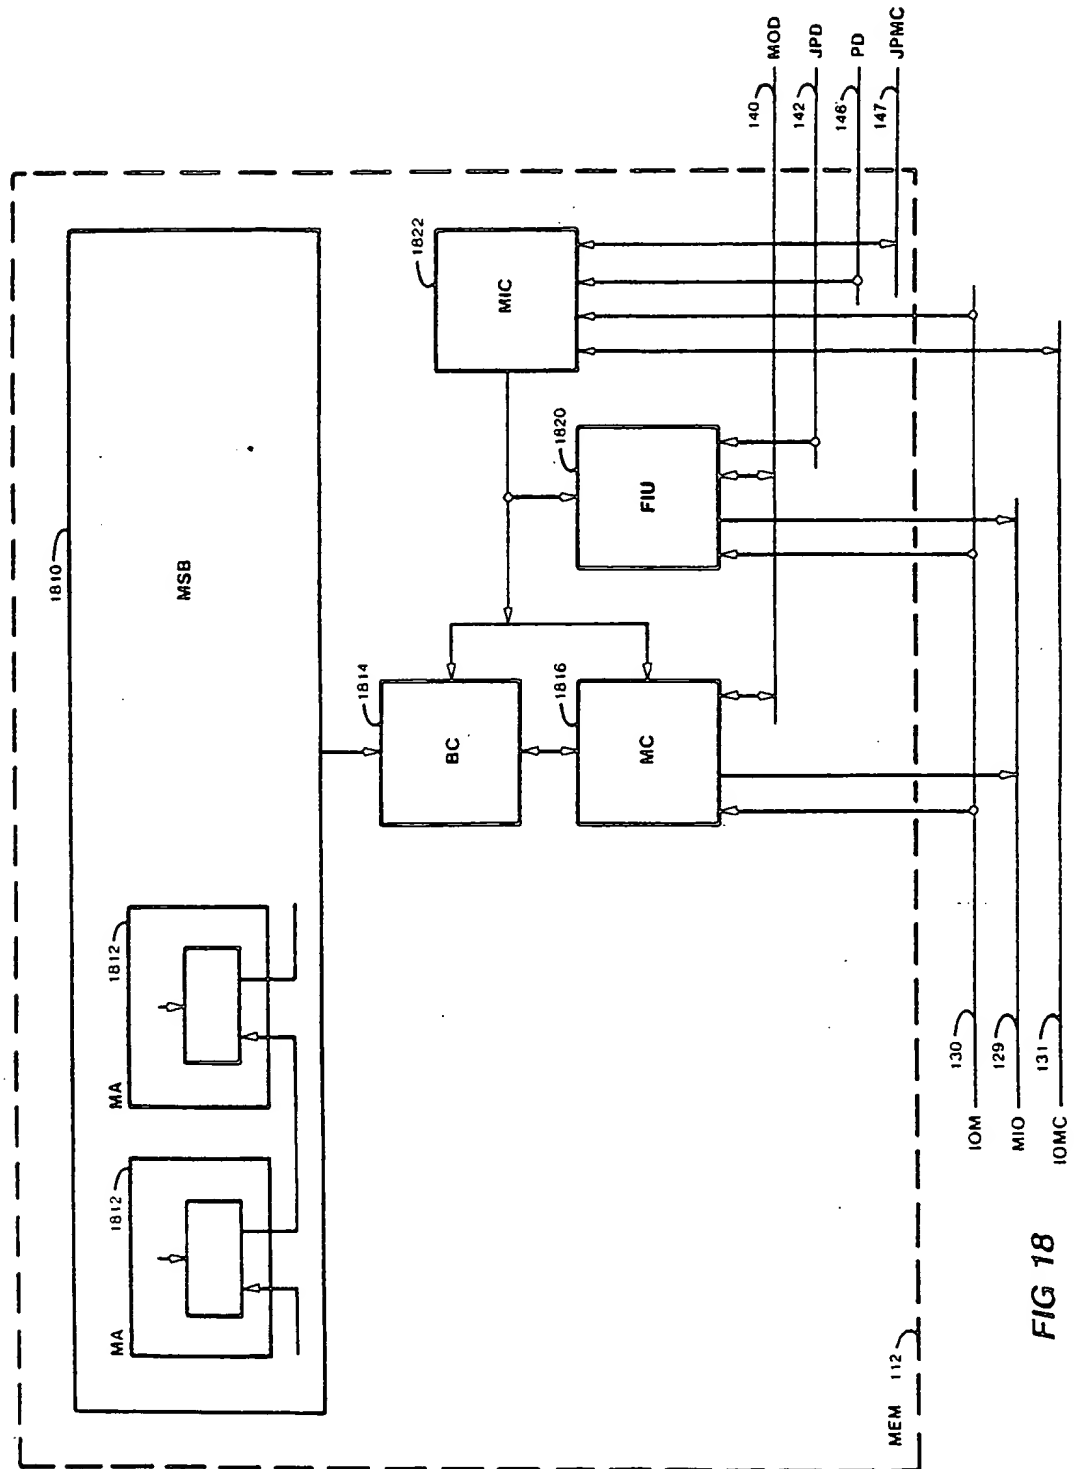 1810
MSB
MA
1812
MA
1812
1822
MIC
1820
FIU
1814
BC
1816
MC
140
MOD
142
JPD
146
PD
147
JPMC
IOM
130
MIO
129
IOMC
131
MEM 112
FIG 18